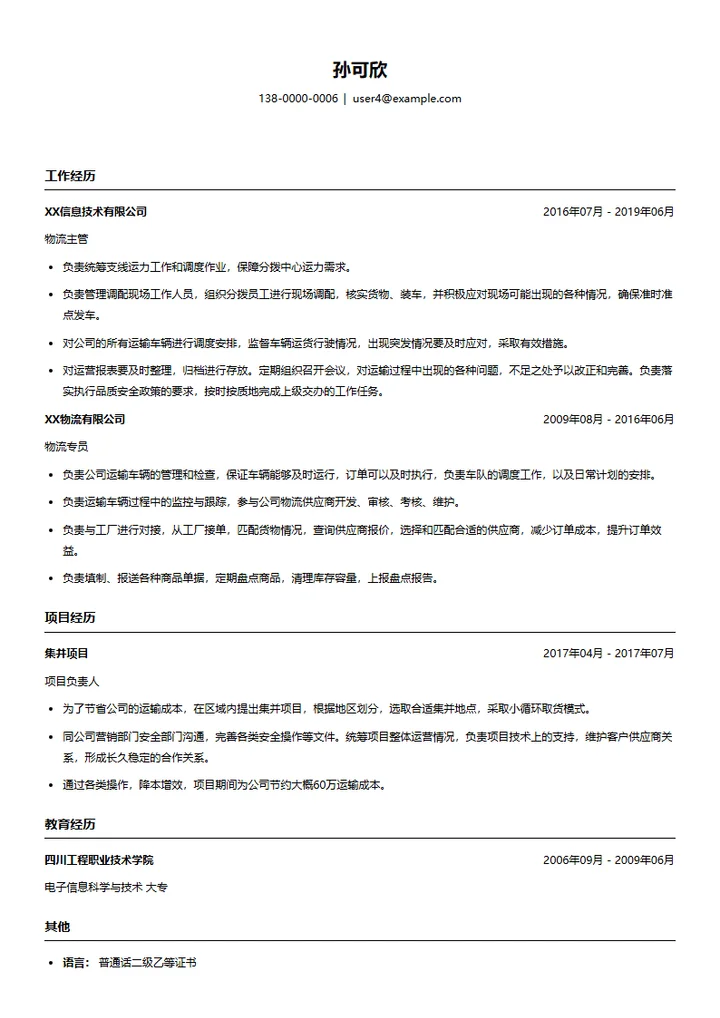 孙可欣
138-0000-0006 | user4@example.com
工作经历
XX信息技术有限公司 2016年07月 - 2019年06月
物流主管
• 负责统筹支线运力工作和调度作业，保障分拨中心运力需求。
• 负责管理调配现场工作人员，组织分拨员工进行现场调配，核实货物、装车，并积极应对现场可能出现的各种情况，确保准时准
点发车。
• 对公司的所有运输车辆进行调度安排，监督车辆运货行驶情况，出现突发情况要及时应对，采取有效措施。
• 对运营报表要及时整理，归档进行存放。定期组织召开会议，对运输过程中出现的各种问题，不足之处予以改正和完善。负责落
实执行品质安全政策的要求，按时按质地完成上级交办的工作任务。
XX物流有限公司 2009年08月 - 2016年06月
物流专员
• 负责公司运输车辆的管理和检查，保证车辆能够及时运行，订单可以及时执行，负责车队的调度工作，以及日常计划的安排。
• 负责运输车辆过程中的监控与跟踪，参与公司物流供应商开发、审核、考核、维护。
• 负责与工厂进行对接，从工厂接单，匹配货物情况，查询供应商报价，选择和匹配合适的供应商，减少订单成本，提升订单效
益。
• 负责填制、报送各种商品单据，定期盘点商品，清理库存容量，上报盘点报告。
项目经历
集井项目 2017年04月 - 2017年07月
项目负责人
• 为了节省公司的运输成本，在区域内提出集井项目，根据地区划分，选取合适集井地点，采取小循环取货模式。
• 同公司营销部门安全部门沟通，完善各类安全操作等文件。统筹项目整体运营情况，负责项目技术上的支持，维护客户供应商关
系，形成长久稳定的合作关系。
• 通过各类操作，降本增效，项目期间为公司节约大概60万运输成本。
教育经历
四川工程职业技术学院 2006年09月 - 2009年06月
电子信息科学与技术 大专
其他
• 语言： 普通话二级乙等证书